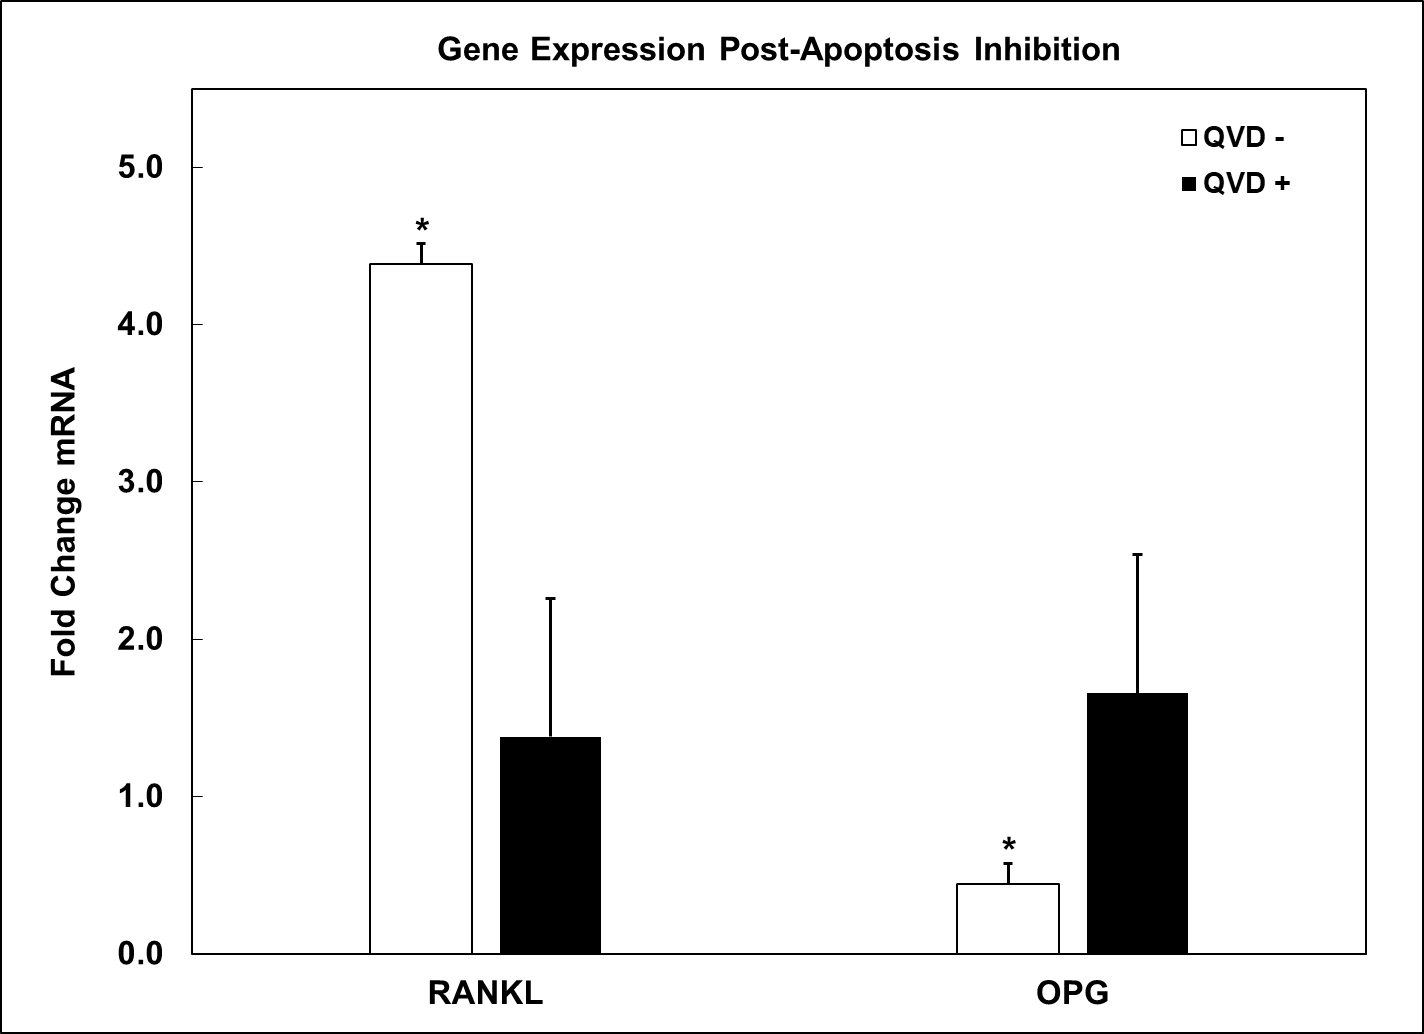 Gene Expression Post-Apoptosis Inhibition
QVD -
QVD +
5.0
4.0
3.0
2.0
1.0
0.0
Fold Change mRNA
*
*
RANKL
OPG